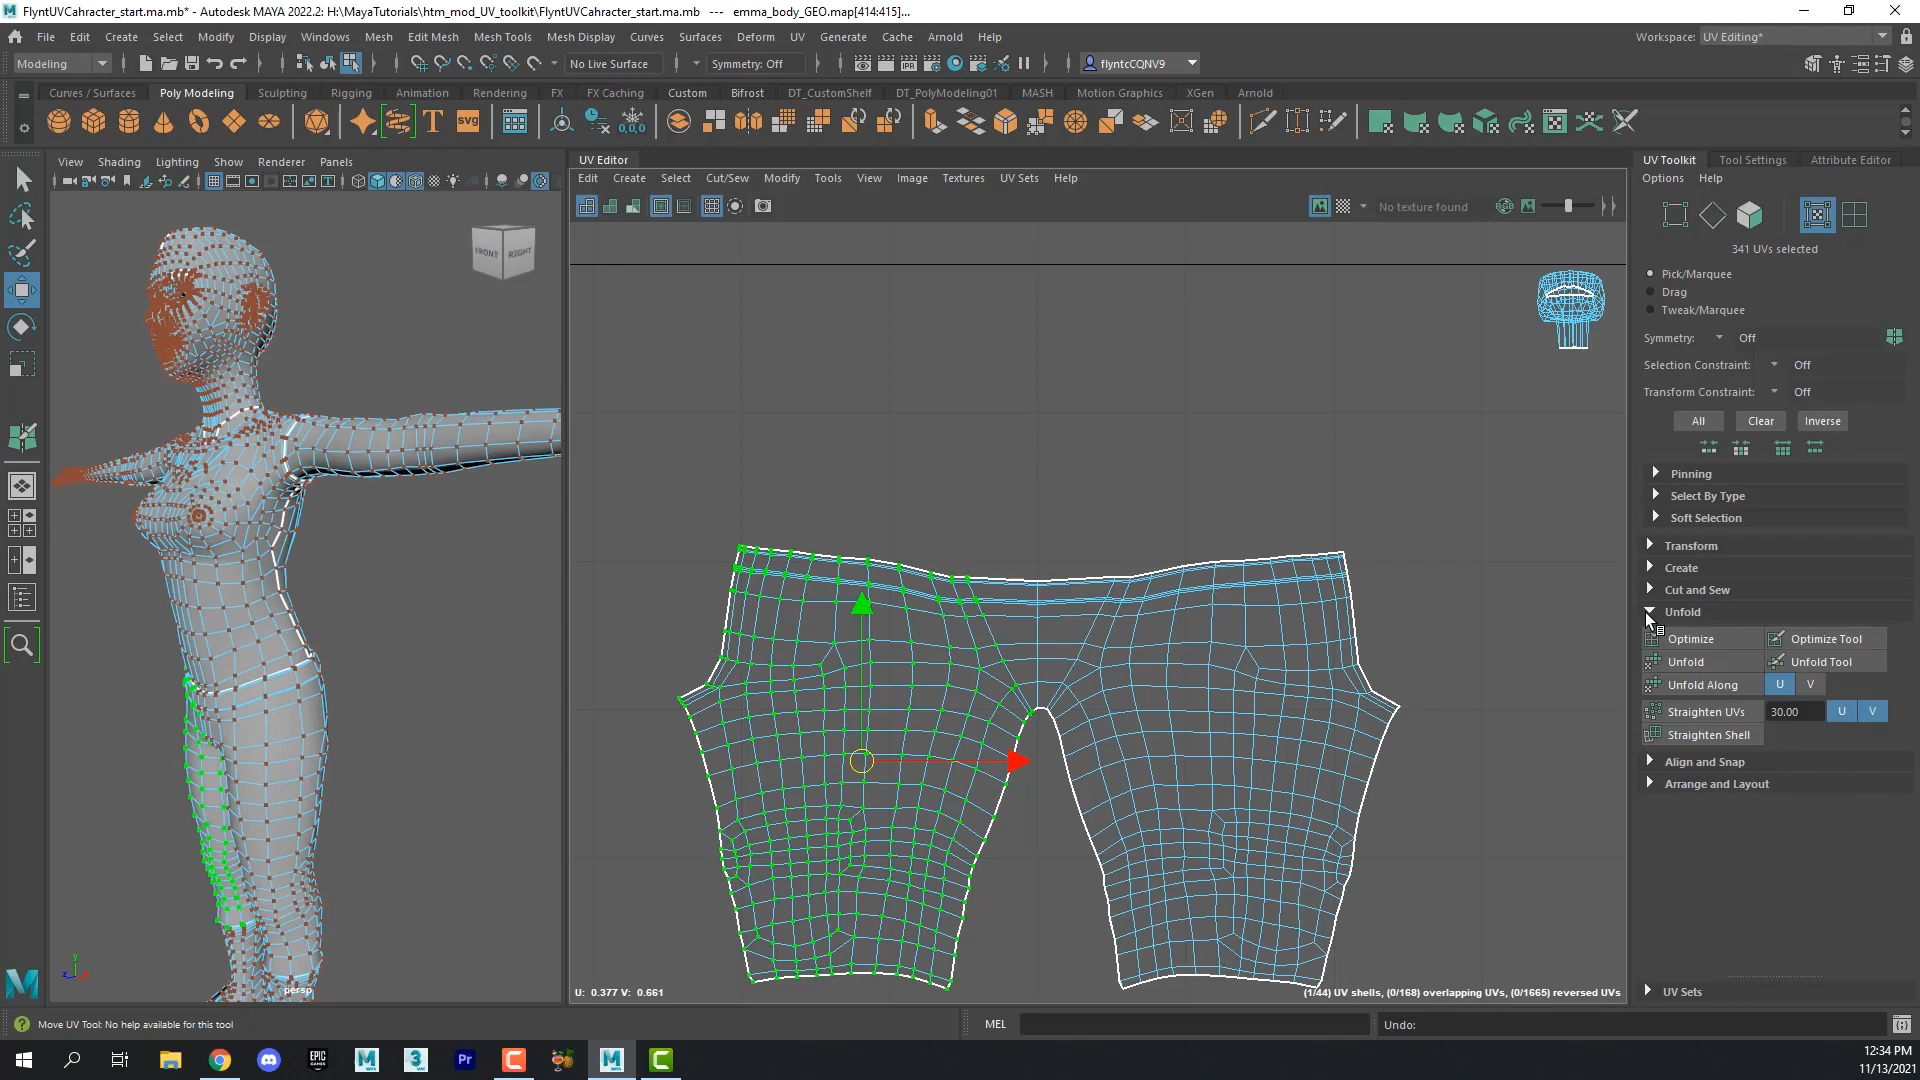 FlyntUVCahracter_start.ma.mb* - Autodesk MAYA 2022.2: H:\MayaTutorials\htm_mod_UV_toolkit\FlyntUVCahracter_start.ma.mb --- emma_body_GEO.map[414:415]...
File Edit Create Select Modify Display Windows Mesh Edit Mesh Mesh Tools Mesh Display Curves Surfaces Deform UV Generate Cache Arnold Help
Workspace: UV Editing*
Modeling No Live Surface Symmetry: Off flyntcCQNV9
Curves / Surfaces Poly Modeling Sculpting Rigging Animation Rendering FX FX Caching Custom Bifrost DT_CustomShelf DT_PolyModeling01 MASH Motion Graphics XGen Arnold
SVG
0,0,0
View Shading Lighting Show Renderer Panels
UV Editor
Edit Create Select Cut/Sew Modify Tools View Image Textures UV Sets Help
No texture found
UV Toolkit Tool Settings Attribute Editor
Options Help
341 UVs selected
Pick/Marquee
Drag
Tweak/Marquee
Symmetry: Off
Selection Constraint: Off
Transform Constraint: Off
All Clear Inverse
Pinning
Select By Type
Soft Selection
Transform
Create
Cut and Sew
Unfold
Optimize Optimize Tool
Unfold Unfold Tool
Unfold Along U V
Straighten UVs 30.00 U V
Straighten Shell
Align and Snap
Arrange and Layout
UV Sets
FRONT RIGHT
y
z
persp
U: 0.377 V: 0.661
(1/44) UV shells, (0/168) overlapping UVs, (0/1665) reversed UVs
Move UV Tool: No help available for this tool
MEL
Undo:
12:34 PM
11/13/2021